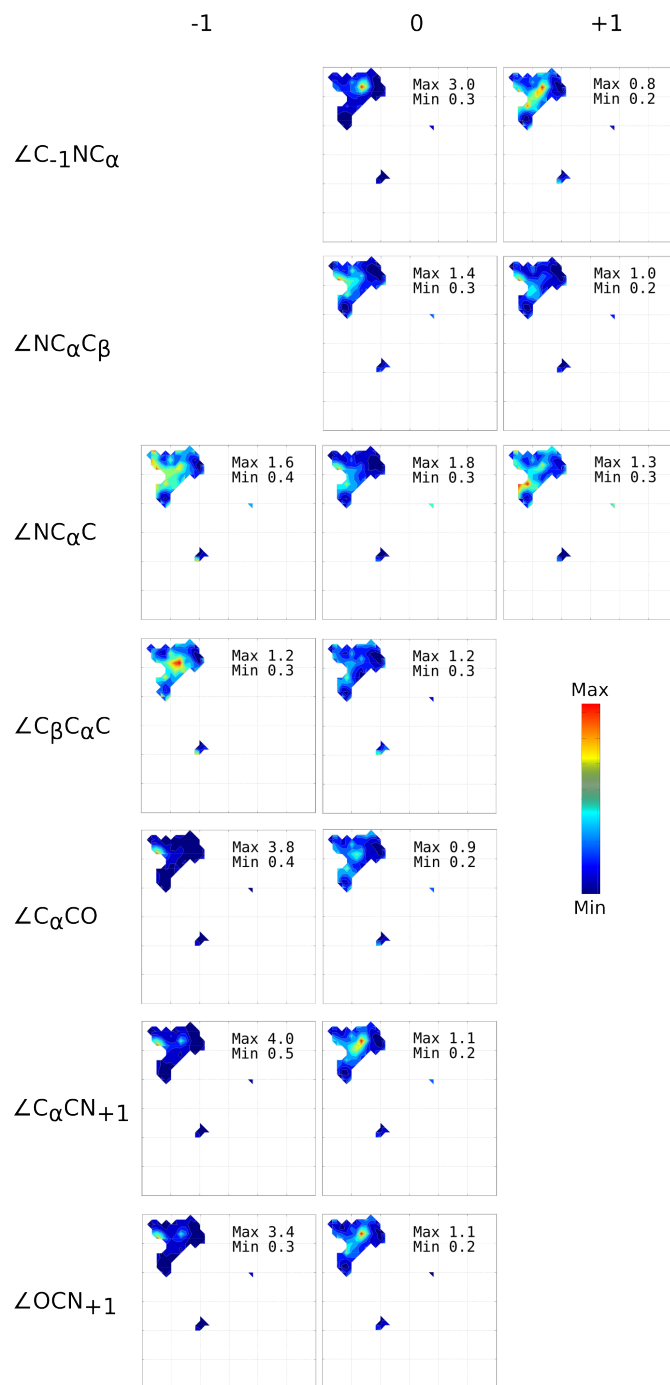 -1 0 +1
∠C-1NCα
Max 3.0
Min 0.3
Max 0.8
Min 0.2
∠NCαCβ
Max 1.4
Min 0.3
Max 1.0
Min 0.2
∠NCαC
Max 1.6
Min 0.4
Max 1.8
Min 0.3
Max 1.3
Min 0.3
∠CβCαC
Max 1.2
Min 0.3
Max 1.2
Min 0.3
Max
Min
∠CαCO
Max 3.8
Min 0.4
Max 0.9
Min 0.2
∠CαCN+1
Max 4.0
Min 0.5
Max 1.1
Min 0.2
∠OCN+1
Max 3.4
Min 0.3
Max 1.1
Min 0.2